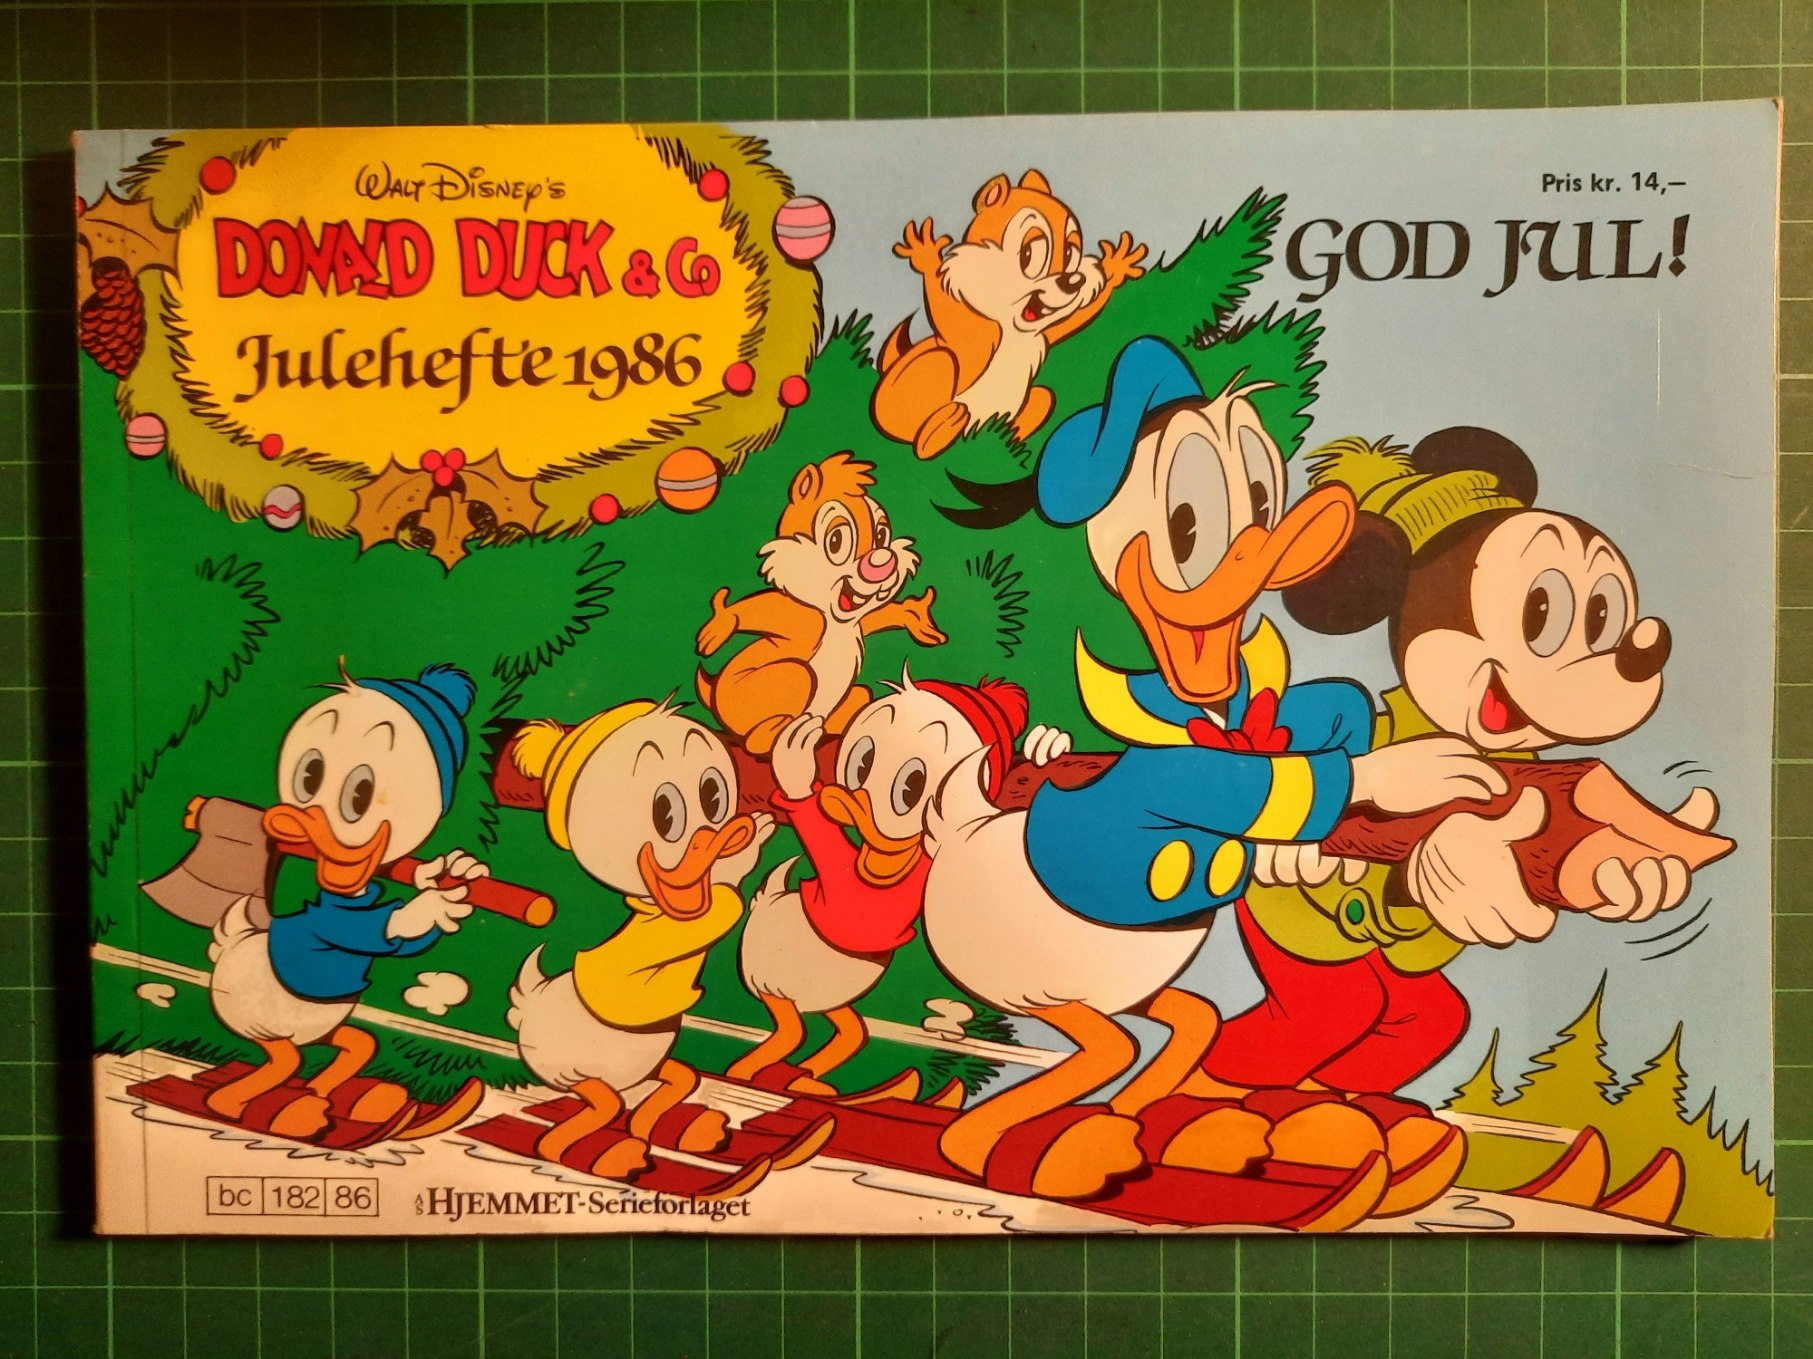 WALT DISNEY'S
DONALD DUCK & Co
Julehefte 1986
Pris kr. 14,–
GOD JUL!
bc 182 86
A/S HJEMMET-Serieforlaget